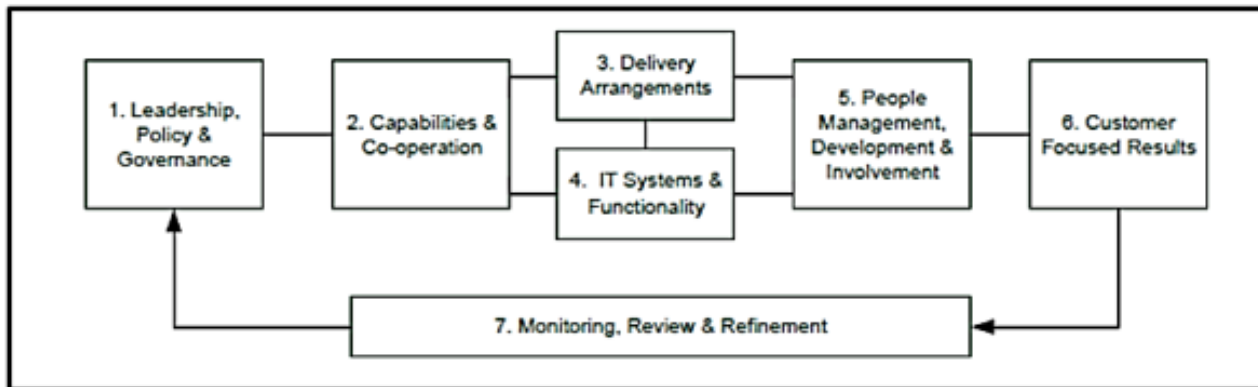 1. Leadership,
Policy &
Governance
2. Capabilities &
Co-operation
3. Delivery
Arrangements
4. IT Systems &
Functionality
5. People
Management,
Development &
Involvement
6. Customer
Focused Results
7. Monitoring, Review & Refinement